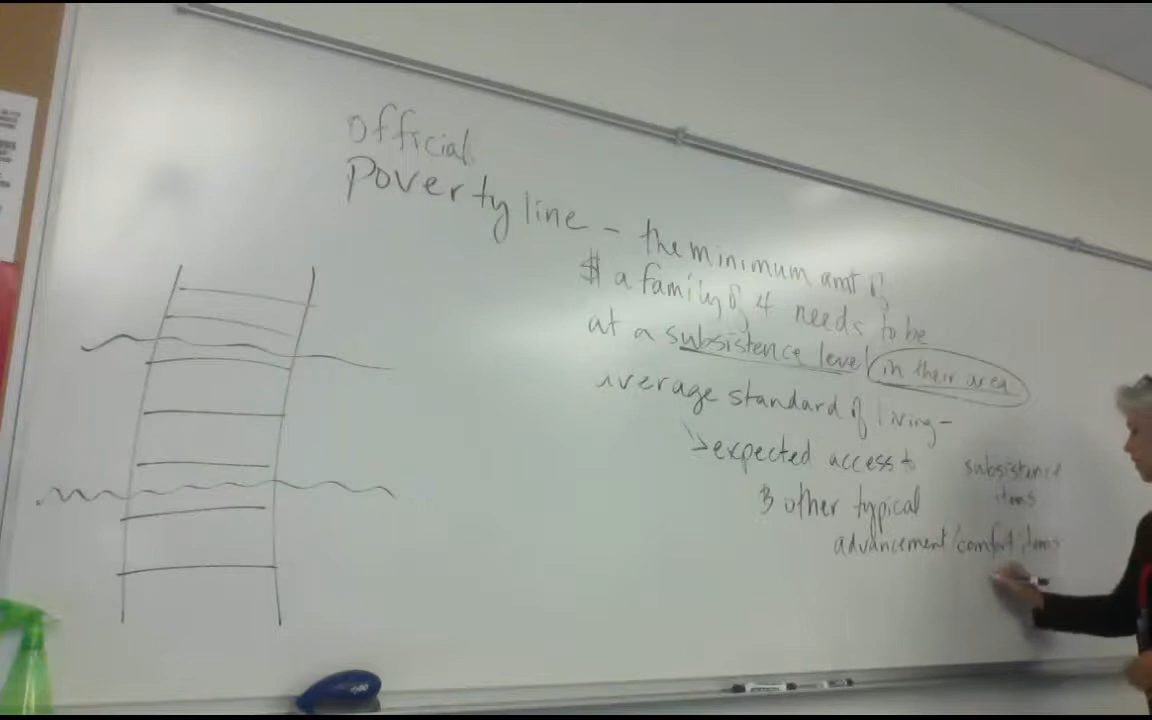 official
Poverty line – the minimum amt of
$ a family of 4 needs to be
at a subsistence level in their area
average standard of living –
expected access to
subsistence
items
& other typical
advancement/comfort items